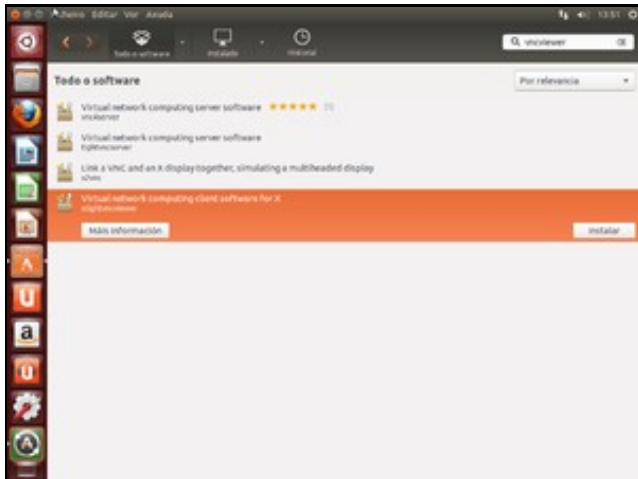 Ficheiro Editar Ver Axuda
13:51
Todo o software
Instalado
Historial
vncviewer
Todo o software
Por relevancia
Virtual network computing server software
(1)
vnc4server
Virtual network computing server software
tightvncserver
Link a VNC and an X display together, simulating a multiheaded display
x2vnc
Virtual network computing client software for X
xtightvncviewer
Máis información
Instalar